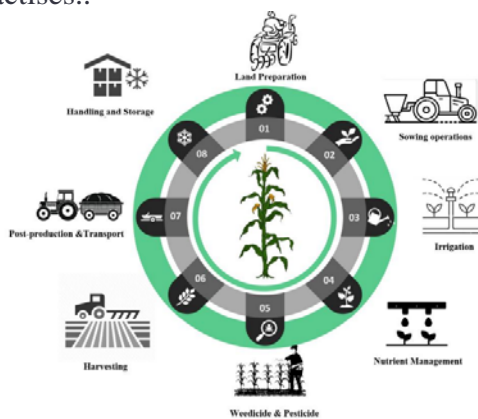 actises..
Land Preparation
Handling and Storage
Sowing operations
01
08
02
07
03
Post-production &Transport
Irrigation
06
04
05
Harvesting
Nutrient Management
Weedicide & Pesticide